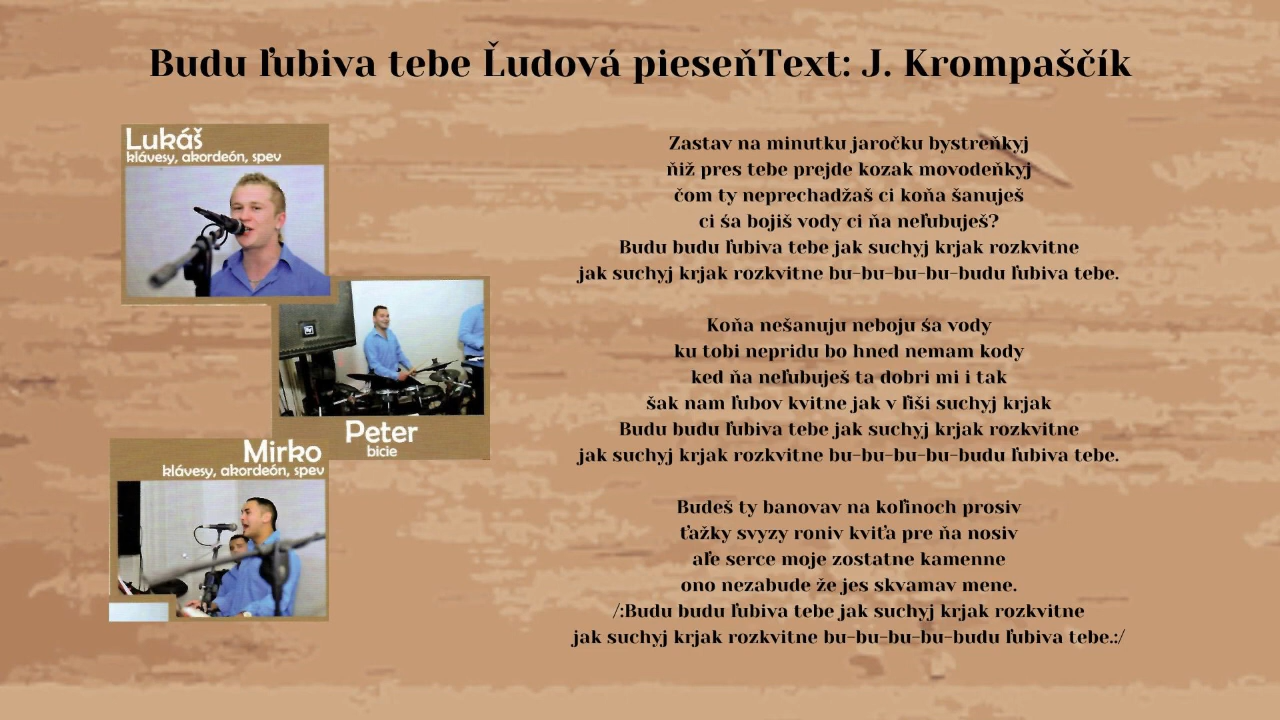 Budu ľubiva tebe Ľudová pieseňText: J. Krompaščík
Lukáš
klávesy, akordeón, spev
Peter
bicie
Mirko
klávesy, akordeón, spev
Zastav na minutku jaročku bystreňkyj
ňiž pres tebe prejde kozak movodeňkyj
čom ty neprechadžaš ci koňa šanuješ
ci śa bojiš vody ci ňa neľubuješ?
Budu budu ľubiva tebe jak suchyj krjak rozkvitne
jak suchyj krjak rozkvitne bu-bu-bu-bu-budu ľubiva tebe.
Koňa nešanuju neboju śa vody
ku tobi nepridu bo hned nemam kody
ked ňa neľubuješ ta dobri mi i tak
šak nam ľubov kvitne jak v ľiši suchyj krjak
Budu budu ľubiva tebe jak suchyj krjak rozkvitne
jak suchyj krjak rozkvitne bu-bu-bu-bu-budu ľubiva tebe.
Budeš ty banovav na koľinoch prosiv
ťažky svyzy roniv kviťa pre ňa nosiv
aľe serce moje zostatne kamenne
ono nezabude že jes skvamav mene.
/:Budu budu ľubiva tebe jak suchyj krjak rozkvitne
jak suchyj krjak rozkvitne bu-bu-bu-bu-budu ľubiva tebe.:/